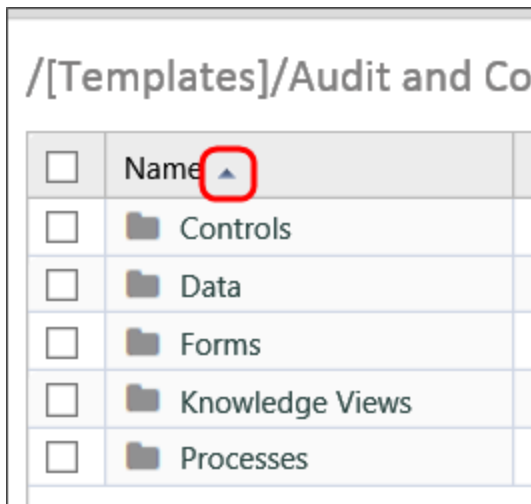 /[Templates]/Audit and Co
Name
Controls
Data
Forms
Knowledge Views
Processes